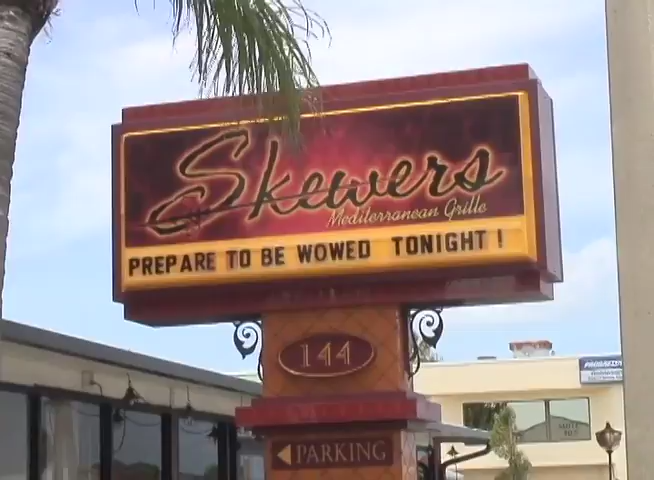 Skewers
Mediterranean Grille
PREPARE TO BE WOWED TONIGHT !
144
PARKING